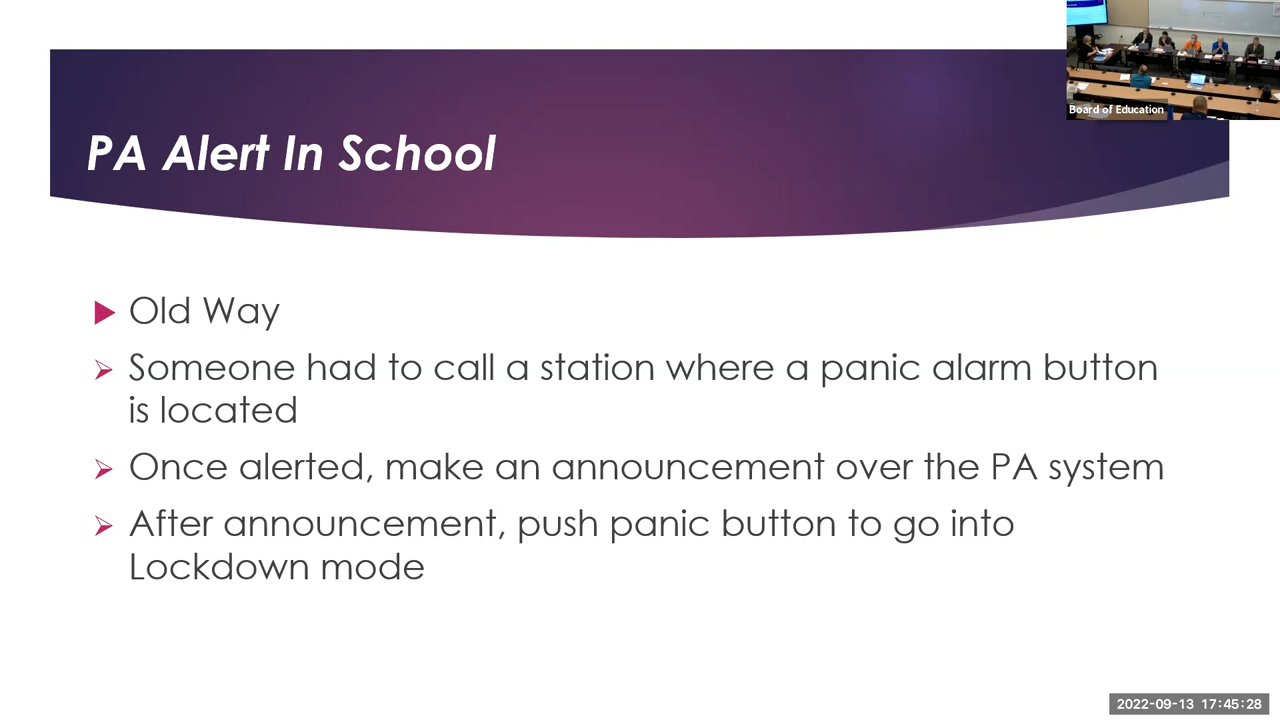 Board of Education
PA Alert In School
Old Way
Someone had to call a station where a panic alarm button
is located
Once alerted, make an announcement over the PA system
After announcement, push panic button to go into
Lockdown mode
2022-09-13 17:45:28